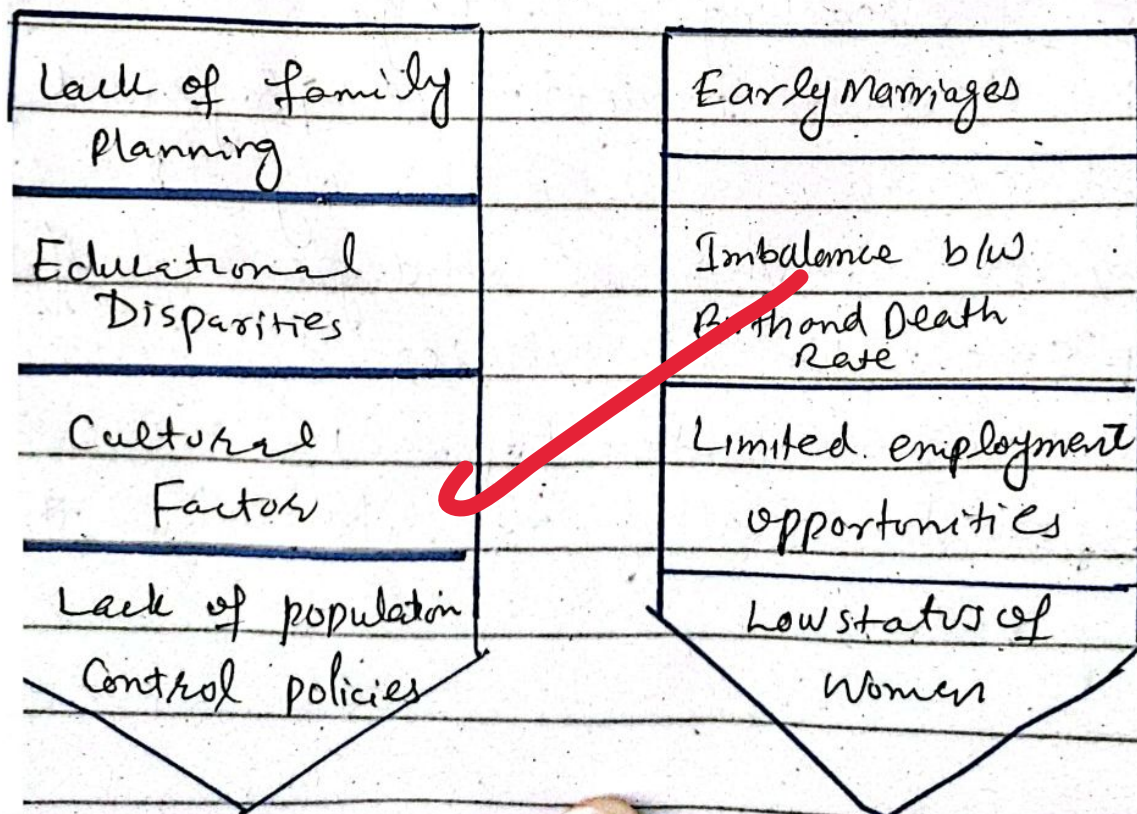 Lack of family
Planning
Educational
Disparities
Cultural
Factor
Lack of population
Control policies
Early Marriages
Imbalance b/w
Birth and Death
Rate
Limited employment
opportunities
Low status of
Women